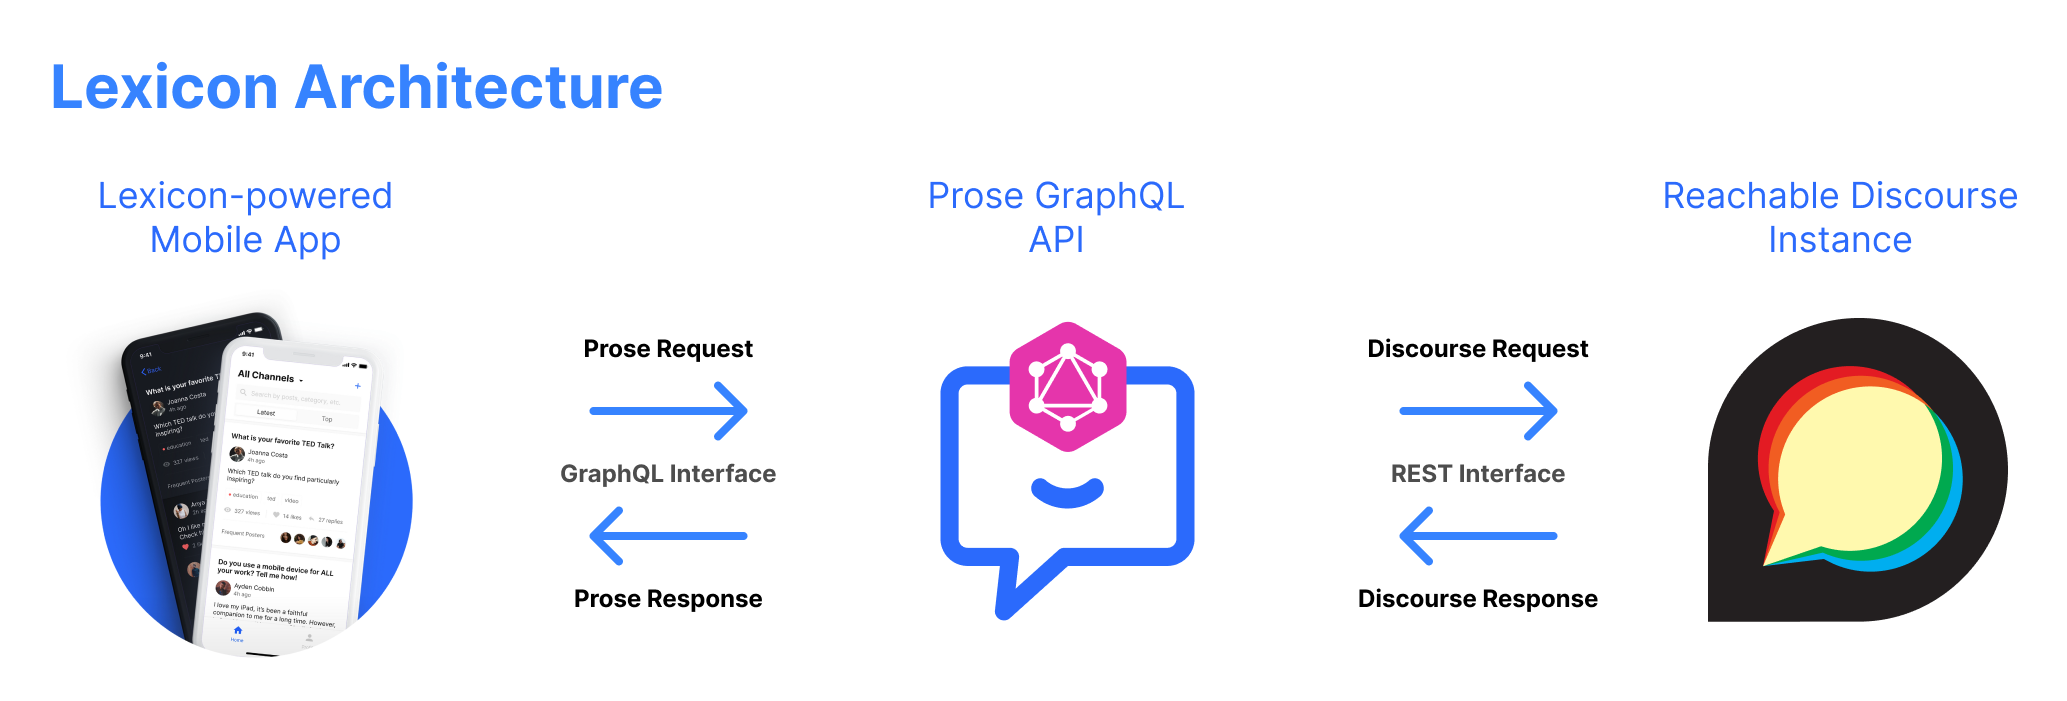 Lexicon Architecture
Lexicon-powered
Mobile App
Prose GraphQL
API
Reachable Discourse
Instance
Prose Request
GraphQL Interface
Prose Response
Discourse Request
REST Interface
Discourse Response
9:41
Back
What is your favorite T
Joanna Costa
4h ago
Which TED talk do yo
inspiring?
education ted
327 views
Frequent Posters
Anya
Oh I like
Check
9:41
All Channels
+
Search by posts, category, etc.
Latest Top
What is your favorite TED Talk?
Joanna Costa
4h ago
Which TED talk do you find particularly
inspiring?
education ted video
327 views 14 likes 27 replies
Frequent Posters
Do you use a mobile device for ALL
your work? Tell me how!
Ayden Cobbin
4h ago
I love my iPad, it's been a faithful
companion to me for a long time. However,
Home